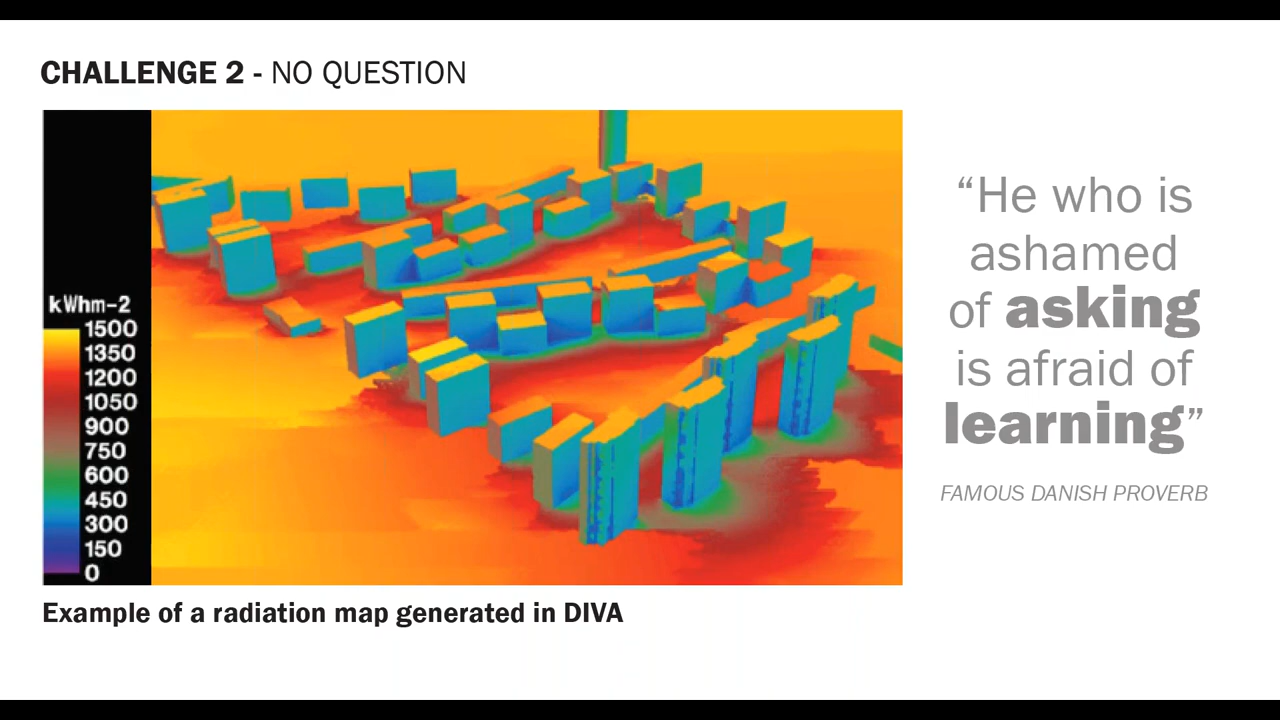 CHALLENGE 2 - NO QUESTION
kWhm-2
1500
1350
1200
1050
900
750
600
450
300
150
0
Example of a radiation map generated in DIVA
“He who is
ashamed
of asking
is afraid of
learning”
FAMOUS DANISH PROVERB